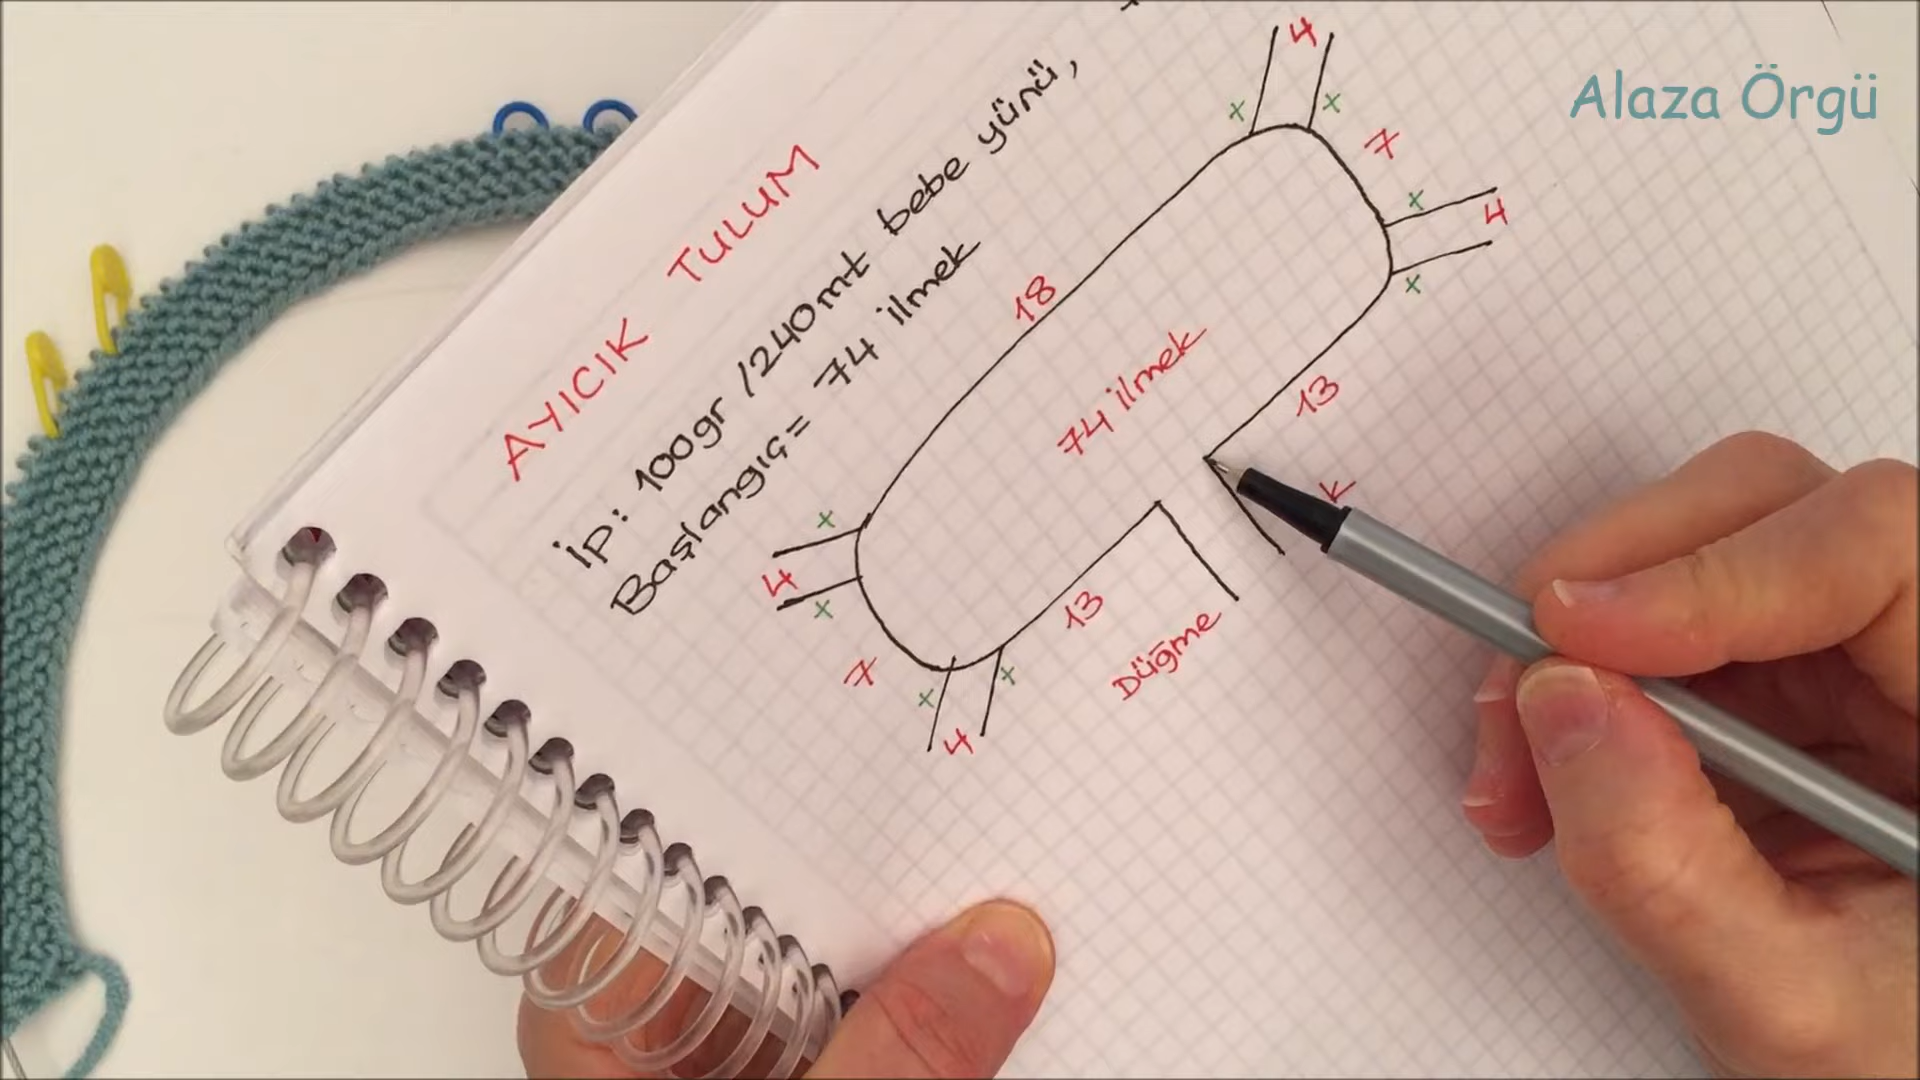 Alaza Örgü
AYICIK TULUM
İP: 100gr /240mt bebe yünü,
Başlangıç= 74 ilmek
4
x x
7
x
4
x
18
74 ilmek
13
x
4
x
13
7
Düğme
x x
4